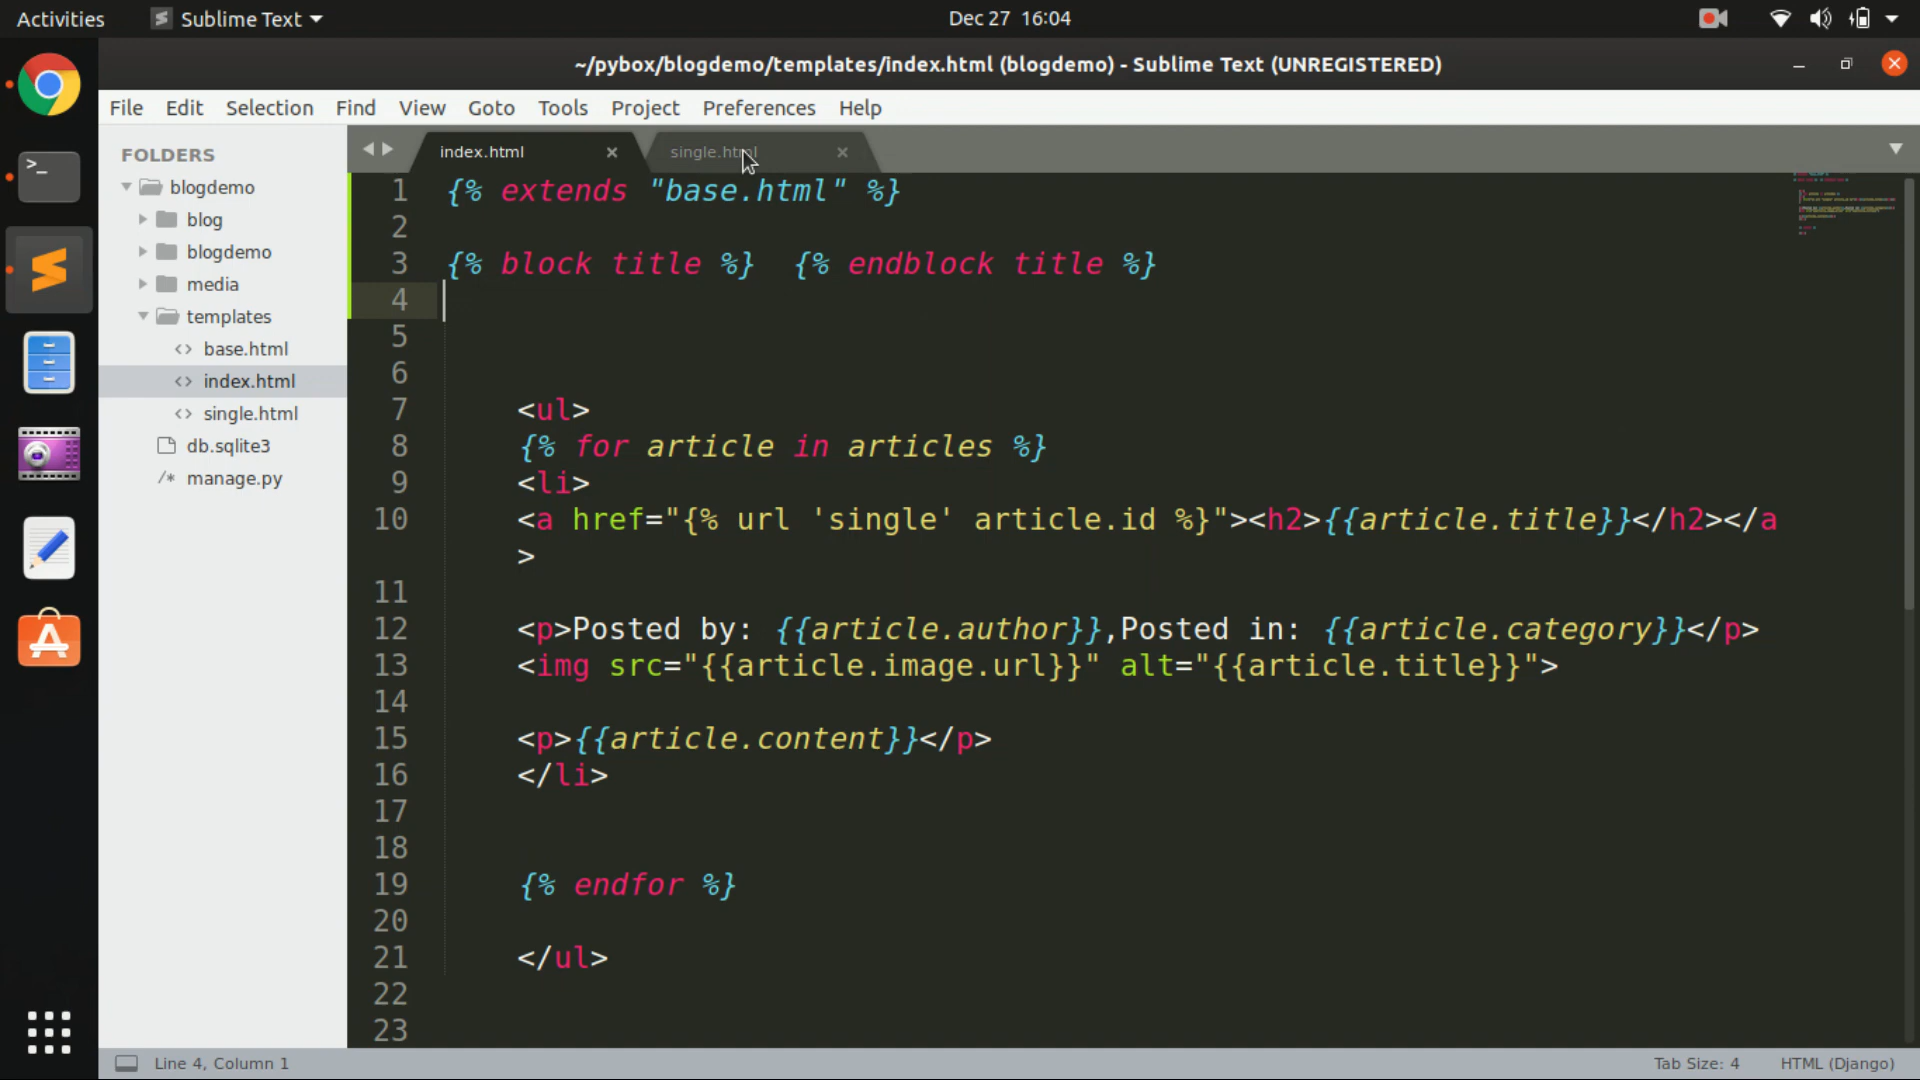 Activities Sublime Text Dec 27 16:04
~/pybox/blogdemo/templates/index.html (blogdemo) - Sublime Text (UNREGISTERED)
File Edit Selection Find View Goto Tools Project Preferences Help
FOLDERS
blogdemo
blog
blogdemo
media
templates
base.html
index.html
single.html
db.sqlite3
/* manage.py
index.html single.html
1 {% extends "base.html" %}
2
3 {% block title %} {% endblock title %}
4
5
6
7 <ul>
8 {% for article in articles %}
9 <li>
10 <a href="{% url 'single' article.id %}"><h2>{{article.title}}</h2></a
>
11
12 <p>Posted by: {{article.author}},Posted in: {{article.category}}</p>
13 <img src="{{article.image.url}}" alt="{{article.title}}">
14
15 <p>{{article.content}}</p>
16 </li>
17
18
19 {% endfor %}
20
21 </ul>
22
23
Line 4, Column 1 Tab Size: 4 HTML (Django)